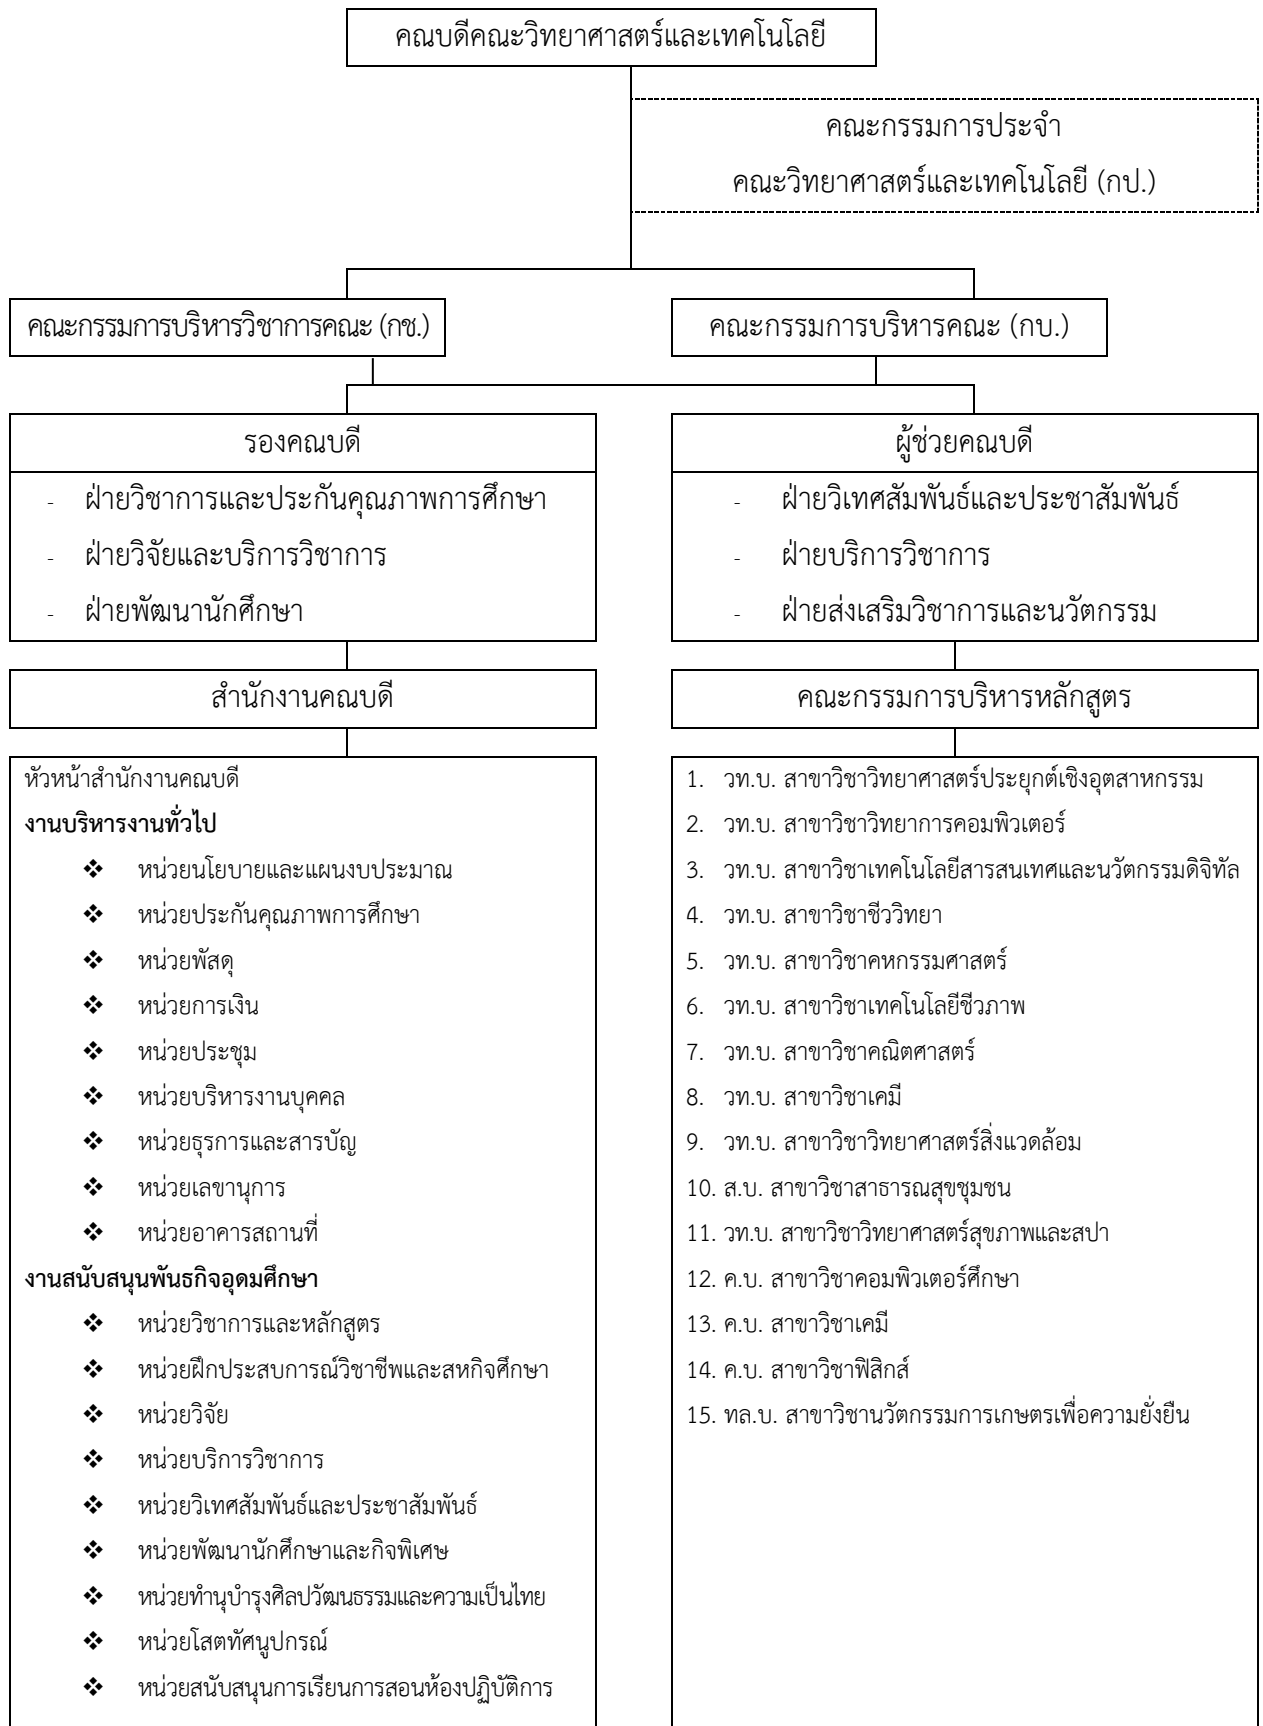 คณบดีคณะวิทยาศาสตร์และเทคโนโลยี
คณะกรรมการประจำ
คณะวิทยาศาสตร์และเทคโนโลยี (กป.)
คณะกรรมการบริหารวิชาการคณะ (กช.)
คณะกรรมการบริหารคณะ (กบ.)
รองคณบดี
- ฝ่ายวิชาการและประกันคุณภาพการศึกษา
- ฝ่ายวิจัยและบริการวิชาการ
- ฝ่ายพัฒนานักศึกษา
ผู้ช่วยคณบดี
- ฝ่ายวิเทศสัมพันธ์และประชาสัมพันธ์
- ฝ่ายบริการวิชาการ
- ฝ่ายส่งเสริมวิชาการและนวัตกรรม
สำนักงานคณบดี
หัวหน้าสำนักงานคณบดี
งานบริหารงานทั่วไป
❖ หน่วยนโยบายและแผนงบประมาณ
❖ หน่วยประกันคุณภาพการศึกษา
❖ หน่วยพัสดุ
❖ หน่วยการเงิน
❖ หน่วยประชุม
❖ หน่วยบริหารงานบุคคล
❖ หน่วยธุรการและสารบัญ
❖ หน่วยเลขานุการ
❖ หน่วยอาคารสถานที่
งานสนับสนุนพันธกิจอุดมศึกษา
❖ หน่วยวิชาการและหลักสูตร
❖ หน่วยฝึกประสบการณ์วิชาชีพและสหกิจศึกษา
❖ หน่วยวิจัย
❖ หน่วยบริการวิชาการ
❖ หน่วยวิเทศสัมพันธ์และประชาสัมพันธ์
❖ หน่วยพัฒนานักศึกษาและกิจพิเศษ
❖ หน่วยทำนุบำรุงศิลปวัฒนธรรมและความเป็นไทย
❖ หน่วยโสตทัศนูปกรณ์
❖ หน่วยสนับสนุนการเรียนการสอนห้องปฏิบัติการ
คณะกรรมการบริหารหลักสูตร
1. วท.บ. สาขาวิชาวิทยาศาสตร์ประยุกต์เชิงอุตสาหกรรม
2. วท.บ. สาขาวิชาวิทยาการคอมพิวเตอร์
3. วท.บ. สาขาวิชาเทคโนโลยีสารสนเทศและนวัตกรรมดิจิทัล
4. วท.บ. สาขาวิชาชีววิทยา
5. วท.บ. สาขาวิชาคหกรรมศาสตร์
6. วท.บ. สาขาวิชาเทคโนโลยีชีวภาพ
7. วท.บ. สาขาวิชาคณิตศาสตร์
8. วท.บ. สาขาวิชาเคมี
9. วท.บ. สาขาวิชาวิทยาศาสตร์สิ่งแวดล้อม
10. ส.บ. สาขาวิชาสาธารณสุขชุมชน
11. วท.บ. สาขาวิชาวิทยาศาสตร์สุขภาพและสปา
12. ค.บ. สาขาวิชาคอมพิวเตอร์ศึกษา
13. ค.บ. สาขาวิชาเคมี
14. ค.บ. สาขาวิชาฟิสิกส์
15. ทล.บ. สาขาวิชานวัตกรรมการเกษตรเพื่อความยั่งยืน